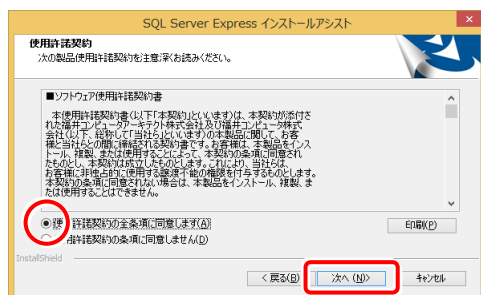 SQL Server Express インストールアシスト
使用許諾契約
次の製品使用許諾契約を注意深くお読みください。
■ソフトウェア使用許諾契約書
本使用許諾契約書(以下「本契約」といいます)は、本契約が添付さ
れた福井コンピュータアーキテクト株式会社及び福井コンピュータ株式
会社(以下、総称して「当社ら」といいます)の本製品に関して、お客
様と当社らとの間に締結される契約書です。お客様は、本製品をインス
トール、複製、または使用することによって、本契約の条項に同意され
たものとし、本契約は成立したものとします。これにより、当社らは、
お客様に非独占的に使用する譲渡不能の権限を付与するものとします。
本契約の条項に同意されない場合は、本製品をインストール、複製、ま
たは使用することはできません。
使用許諾契約の全条項に同意します(A)
用許諾契約の条項に同意しません(D)
印刷(P)
InstallShield
< 戻る(B)
次へ (N)>
キャンセル